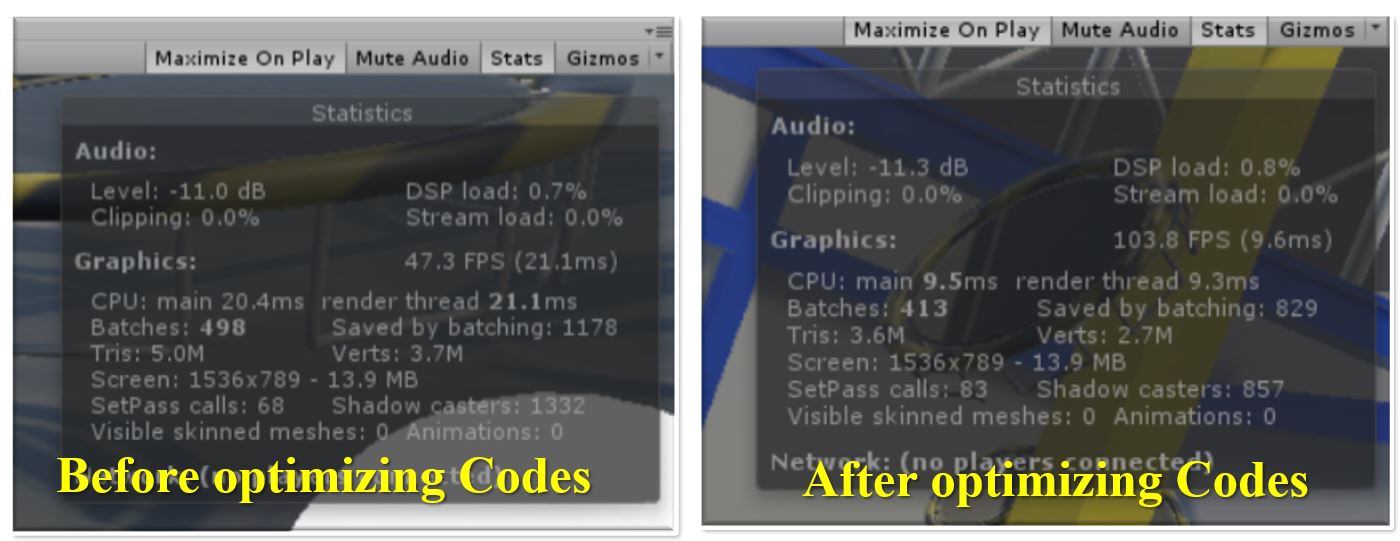 Maximize On Play Mute Audio Stats Gizmos
Statistics
Audio:
Level: -11.0 dB DSP load: 0.7%
Clipping: 0.0% Stream load: 0.0%
Graphics: 47.3 FPS (21.1ms)
CPU: main 20.4ms render thread 21.1ms
Batches: 498 Saved by batching: 1178
Tris: 5.0M Verts: 3.7M
Screen: 1536x789 - 13.9 MB
SetPass calls: 68 Shadow casters: 1332
Visible skinned meshes: 0 Animations: 0
Before optimizing Codes
Maximize On Play Mute Audio Stats Gizmos
Statistics
Audio:
Level: -11.3 dB DSP load: 0.8%
Clipping: 0.0% Stream load: 0.0%
Graphics: 103.8 FPS (9.6ms)
CPU: main 9.5ms render thread 9.3ms
Batches: 413 Saved by batching: 829
Tris: 3.6M Verts: 2.7M
Screen: 1536x789 - 13.9 MB
SetPass calls: 83 Shadow casters: 857
Visible skinned meshes: 0 Animations: 0
Network: (no players connected)
After optimizing Codes